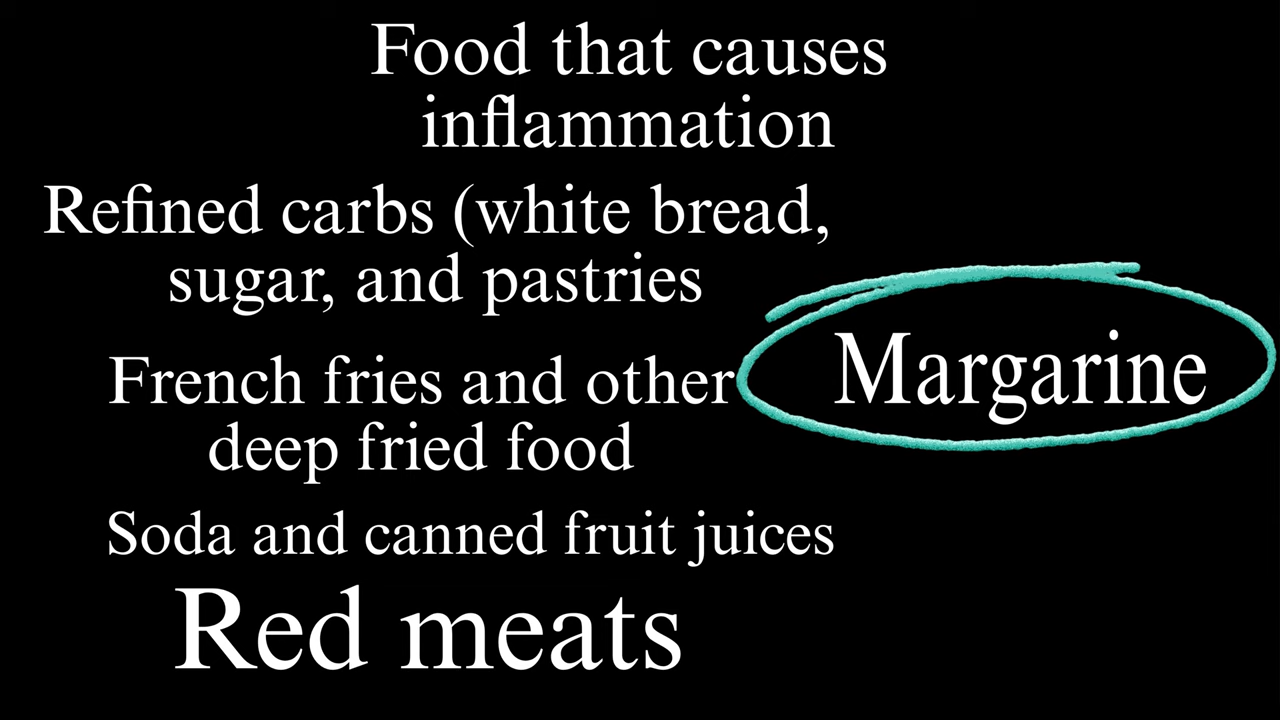 Food that causes
inflammation
Refined carbs (white bread,
sugar, and pastries
French fries and other
deep fried food
Soda and canned fruit juices
Red meats
Margarine